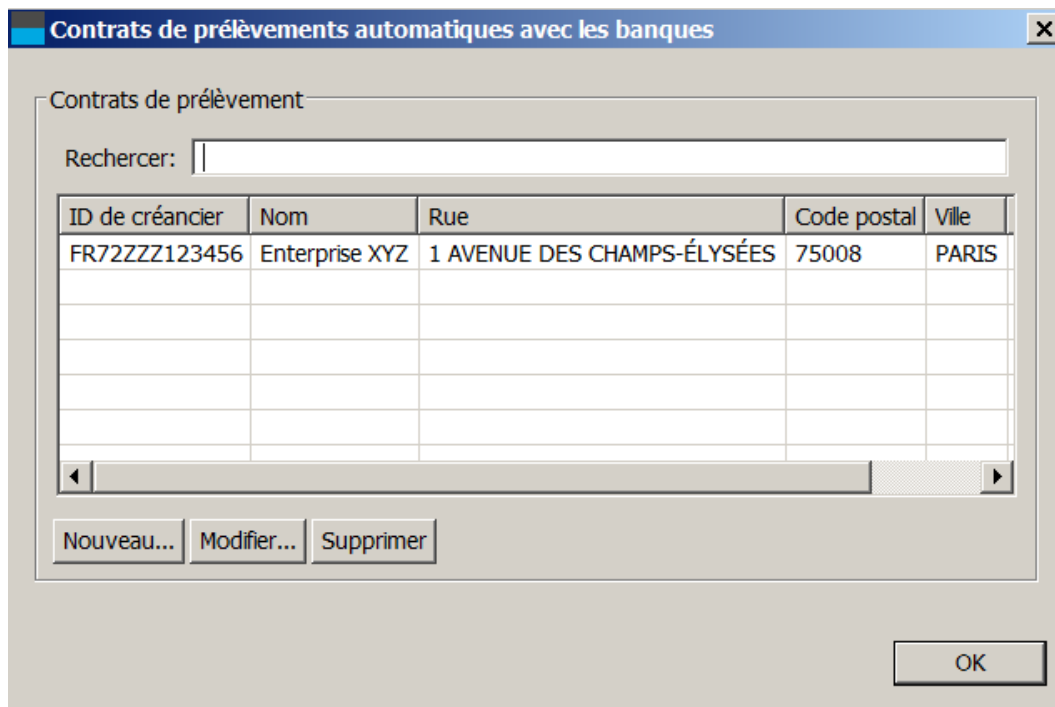 Contrats de prélèvements automatiques avec les banques
Contrats de prélèvement
Rechercer:
ID de créancier Nom Rue Code postal Ville
FR72ZZZ123456 Enterprise XYZ 1 AVENUE DES CHAMPS-ÉLYSÉES 75008 PARIS
Nouveau... Modifier... Supprimer
OK